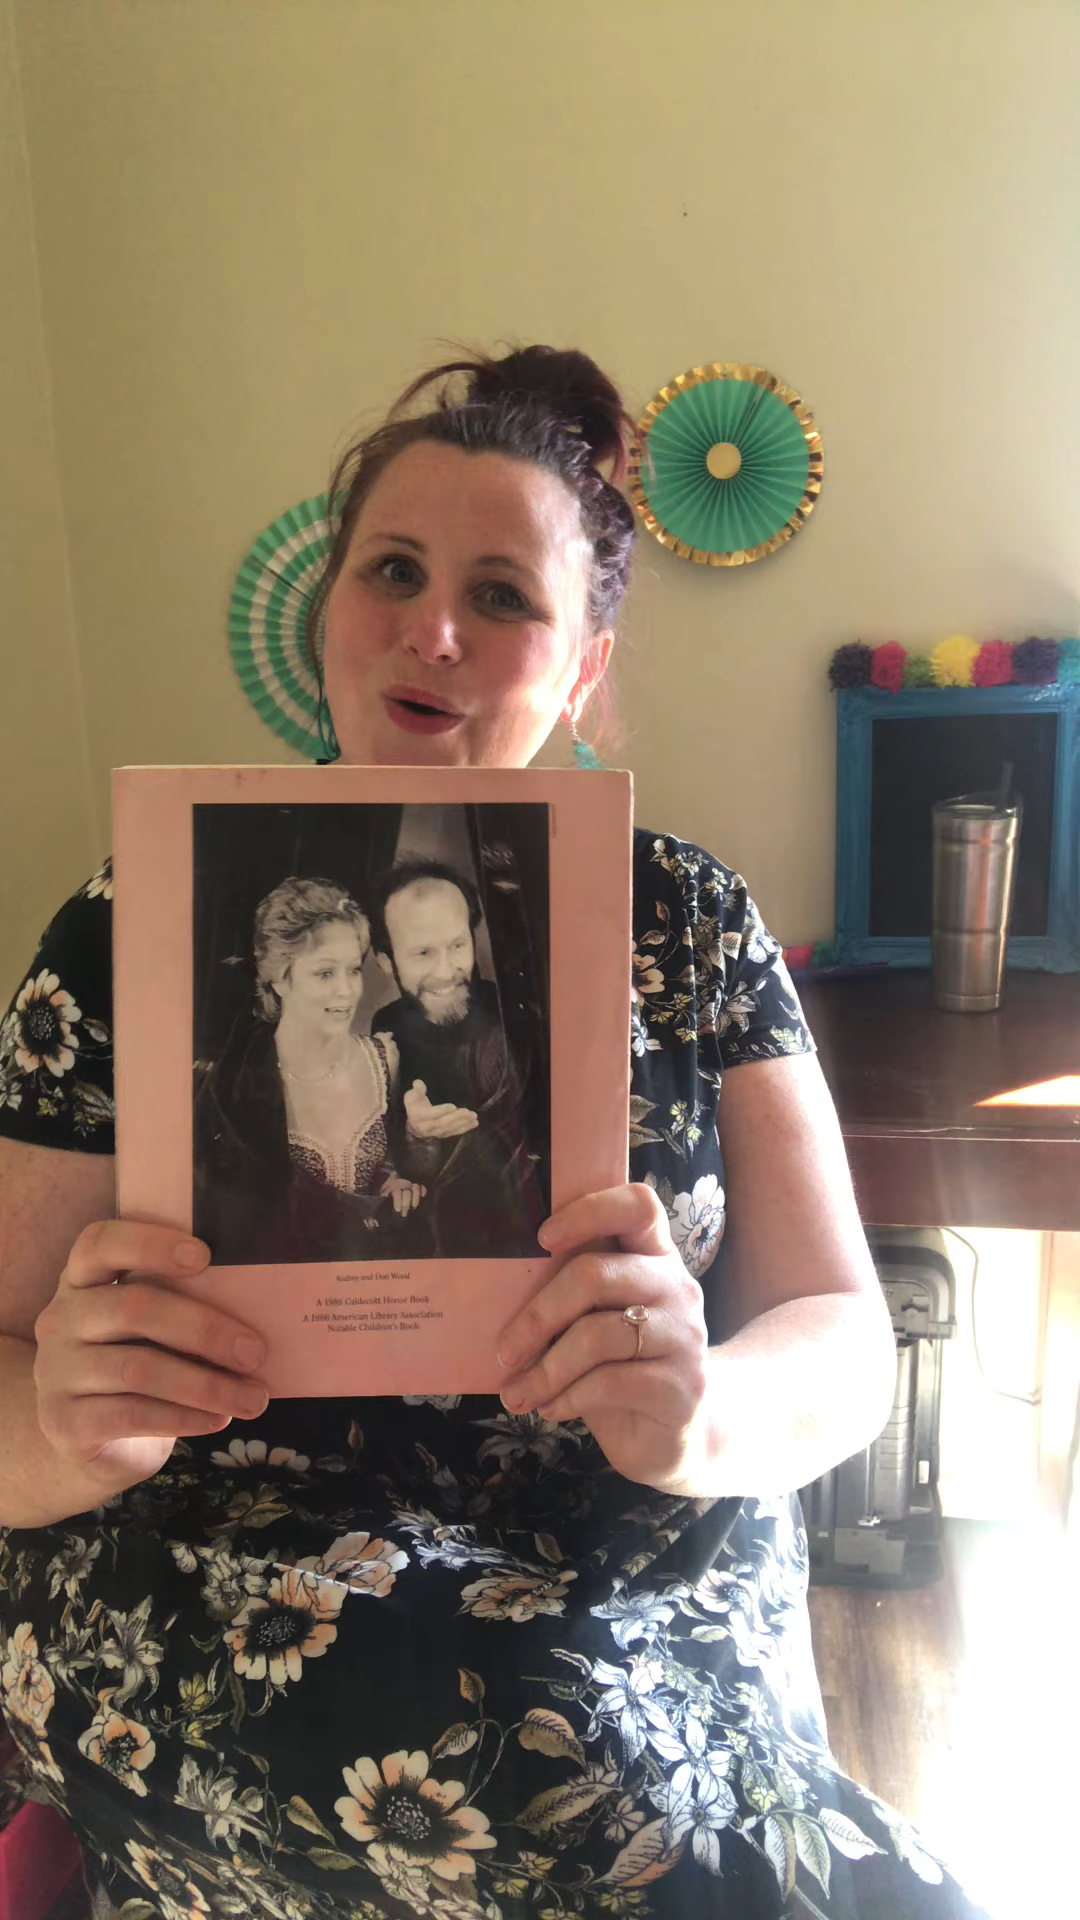 Audrey and Don Wood
A 1986 Caldecott Honor Book
A 1986 American Library Association
Notable Children's Book